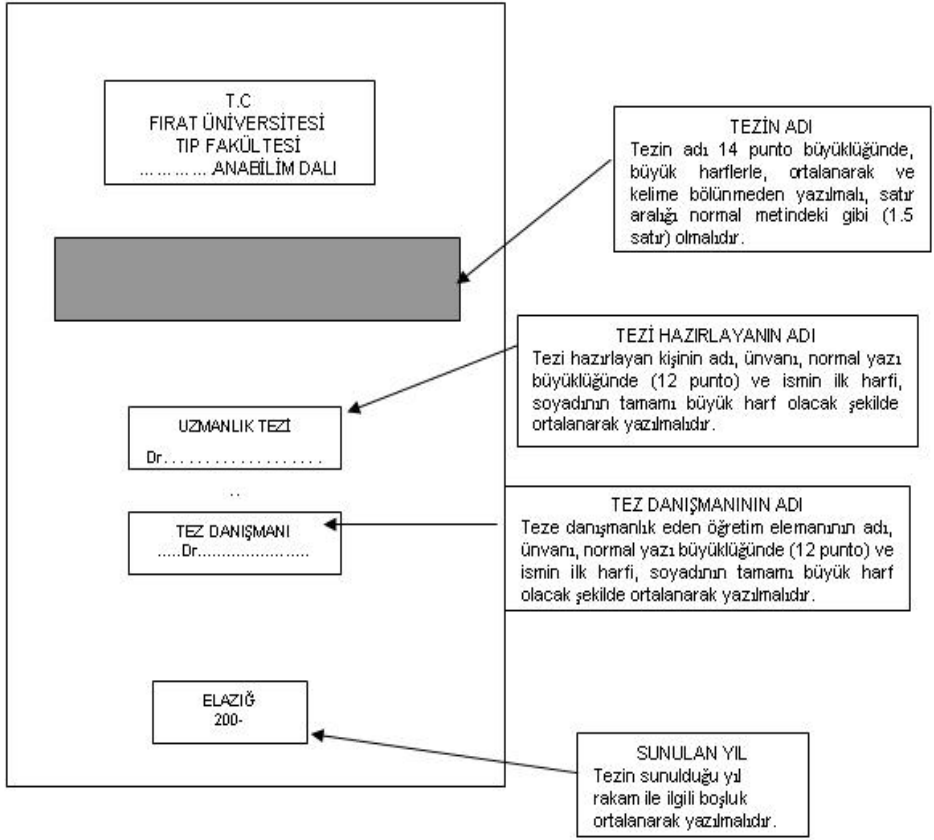 T.C
FIRAT ÜNİVERSİTESİ
TIP FAKÜLTESİ
............ANABİLİM DALI
TEZİN ADI
Tezin adı 14 punto büyüklüğünde,
büyük harflerle, ortalanarak ve
kelime bölünmeden yazılmalı, satır
aralığı normal metindeki gibi (1.5
satır) olmalıdır.
TEZİ HAZIRLAYANIN ADI
Tezi hazırlayan kişinin adı, ünvanı, normal yazı
büyüklüğünde (12 punto) ve ismin ilk harfi,
soyadının tamamı büyük harf olacak şekilde
ortalanarak yazılmalıdır.
UZMANLIK TEZİ
Dr...................
..
TEZ DANIŞMANI
.....Dr......................
TEZ DANIŞMANININ ADI
Teze danışmanlık eden öğretim elemanının adı,
ünvanı, normal yazı büyüklüğünde (12 punto) ve
ismin ilk harfi, soyadının tamamı büyük harf
olacak şekilde ortalanarak yazılmalıdır.
ELAZIĞ
200-
SUNULAN YIL
Tezin sunulduğu yıl
rakam ile ilgili boşluk
ortalanarak yazılmalıdır.